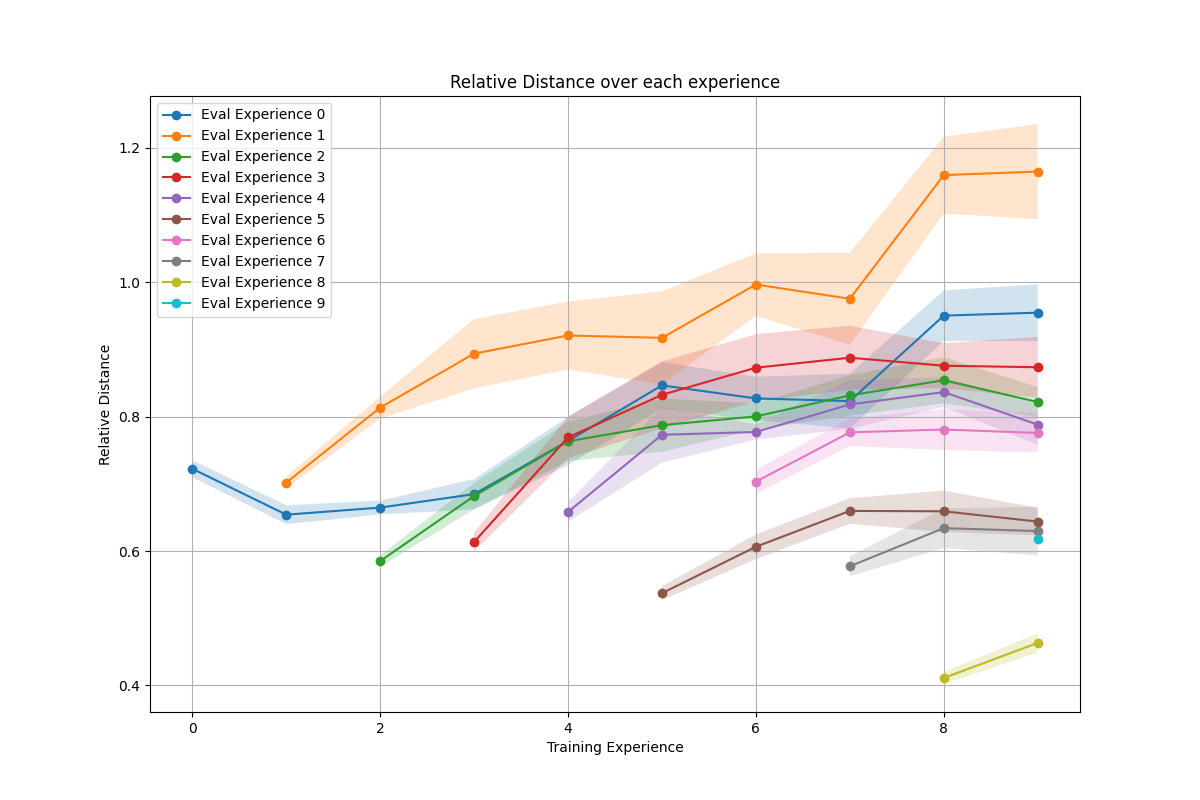 Relative Distance over each experience
Eval Experience 0
Eval Experience 1
Eval Experience 2
Eval Experience 3
Eval Experience 4
Eval Experience 5
Eval Experience 6
Eval Experience 7
Eval Experience 8
Eval Experience 9
1.2
1.0
0.8
0.6
0.4
Relative Distance
0 2 4 6 8
Training Experience